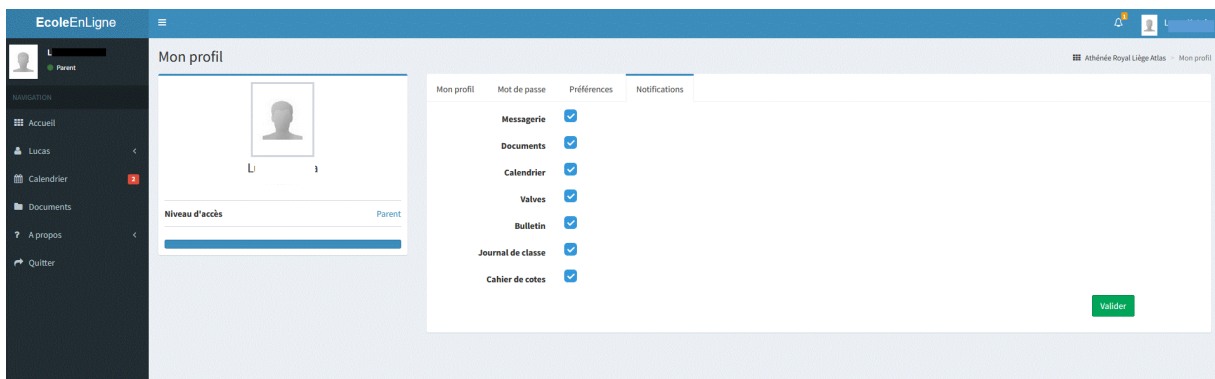 EcoleEnLigne
1
L
L
Parent
Mon profil
Athénée Royal Liège Atlas > Mon profil
NAVIGATION
Accueil
Lucas
Calendrier 2
Documents
? A propos
Quitter
Niveau d'accès Parent
Mon profil Mot de passe Préférences Notifications
Messagerie
Documents
Calendrier
Valves
Bulletin
Journal de classe
Cahier de cotes
Valider